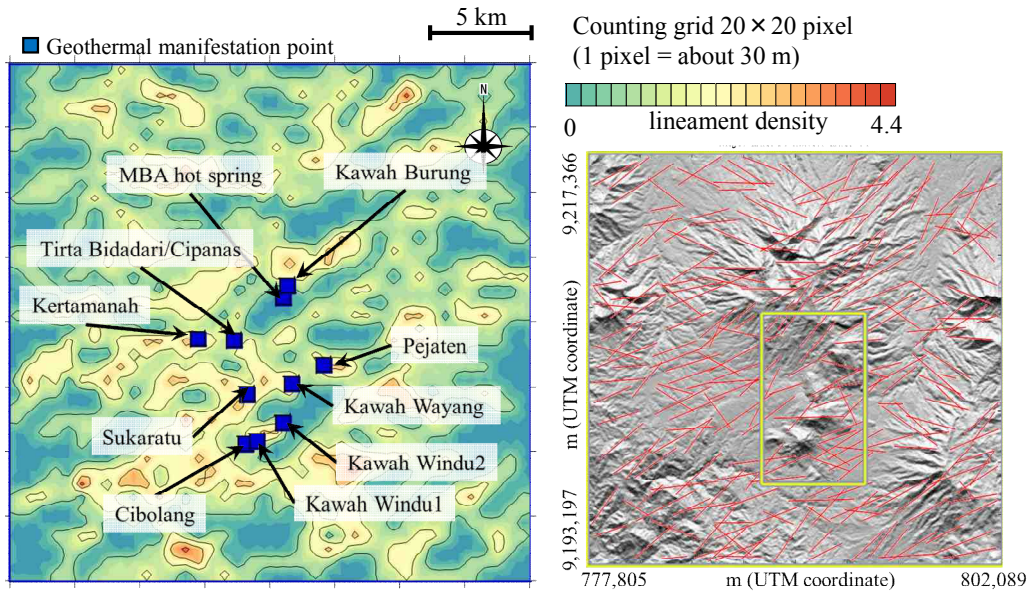 5 km
Geothermal manifestation point
N
MBA hot spring
Kawah Burung
Tirta Bidadari/Cipanas
Kertamanah
Pejaten
Kawah Wayang
Sukaratu
Kawah Windu2
Cibolang
Kawah Windu1
Counting grid 20 × 20 pixel
(1 pixel = about 30 m)
0
lineament density
4.4
9,217,366
m (UTM coordinate)
9,193,197
777,805
m (UTM coordinate)
802,089